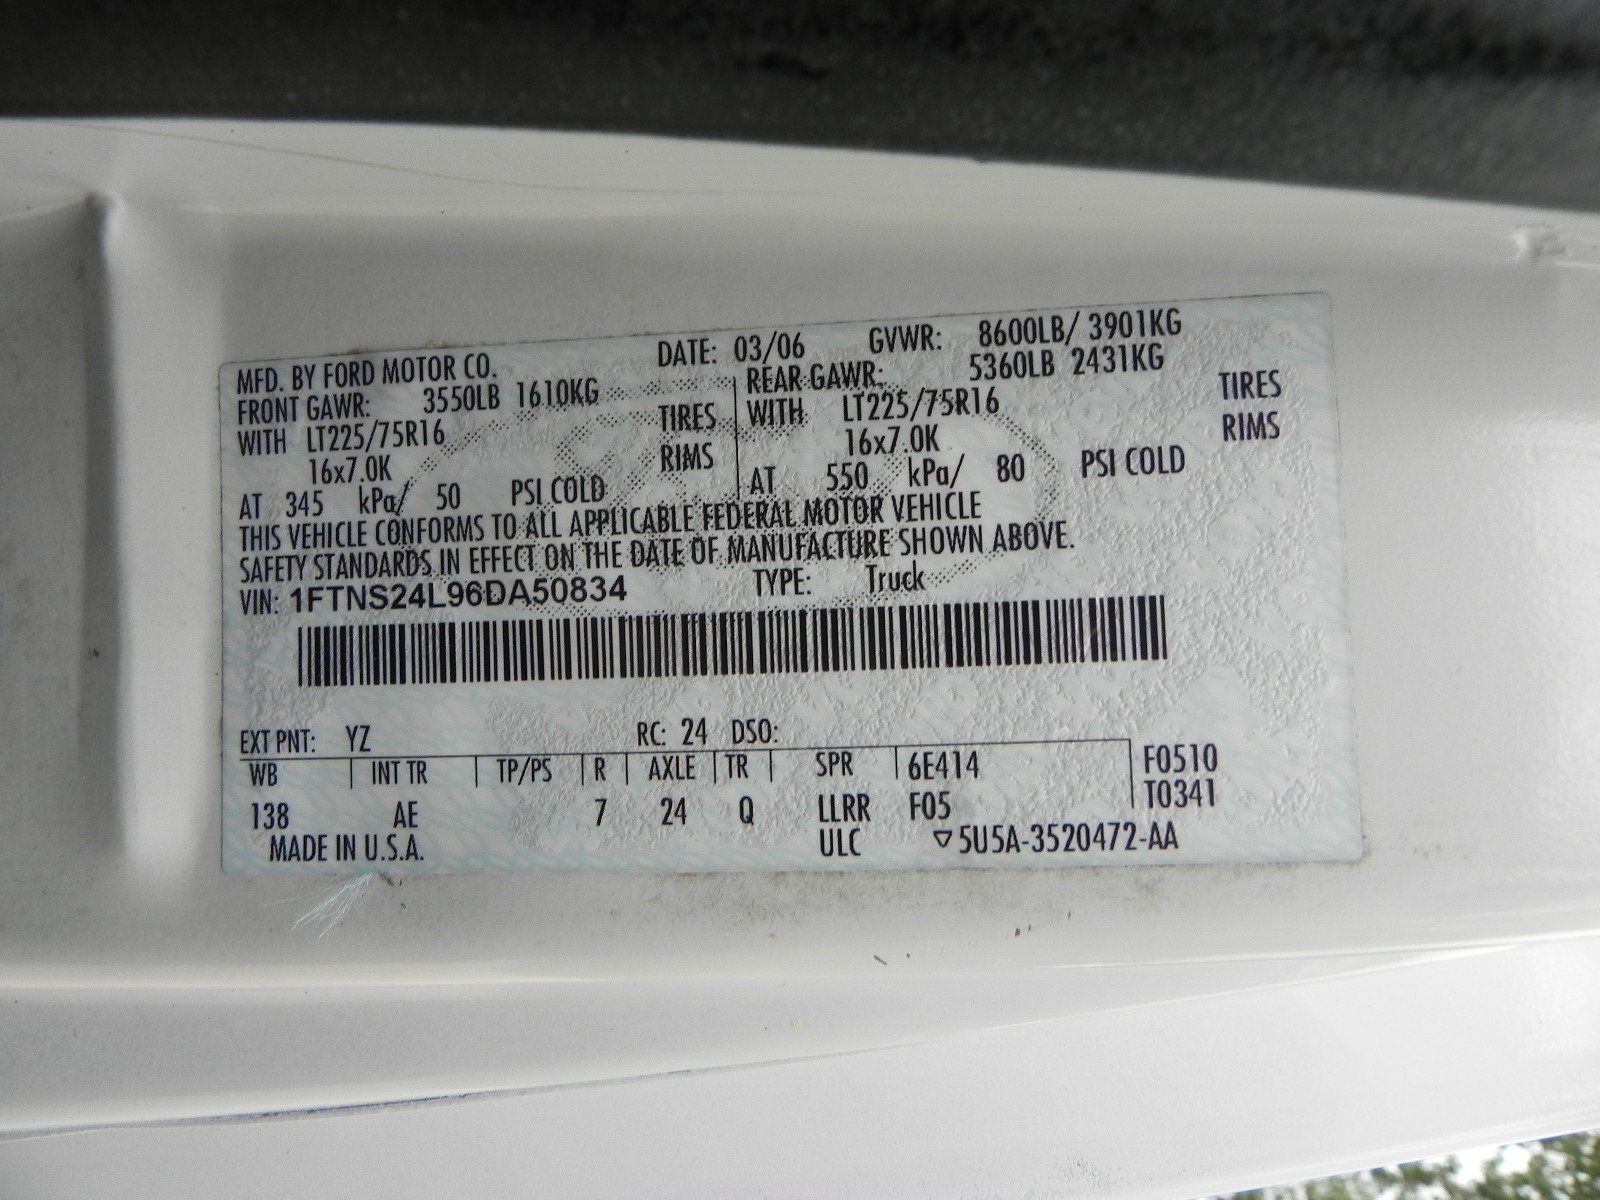 MFD. BY FORD MOTOR CO. DATE: 03/06 GVWR: 8600LB/ 3901KG
FRONT GAWR: 3550LB 1610KG REAR GAWR: 5360LB 2431KG
WITH LT225/75R16 TIRES WITH LT225/75R16 TIRES
16x7.0K RIMS 16x7.0K RIMS
AT 345 kPa/ 50 PSI COLD AT 550 kPa/ 80 PSI COLD
THIS VEHICLE CONFORMS TO ALL APPLICABLE FEDERAL MOTOR VEHICLE
SAFETY STANDARDS IN EFFECT ON THE DATE OF MANUFACTURE SHOWN ABOVE.
VIN: 1FTNS24L96DA50834 TYPE: Truck
EXT PNT: YZ RC: 24 DSO:
WB INT TR TP/PS R AXLE TR SPR 6E414 F0510
138 AE 7 24 Q LLRR F05 T0341
MADE IN U.S.A. ULC ▽5U5A-3520472-AA